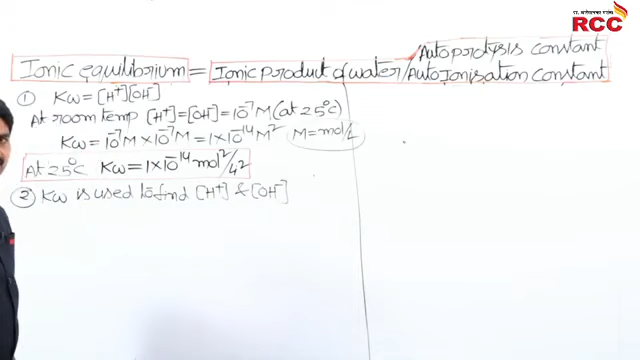 RCC
Autoprotysis constant
Ionic equilibrium = Ionic product of water/AutoIonisation Constant
① Kw = [H⁺][OH⁻]
At room temp [H⁺] = [OH⁻] = 10⁻⁷ M (at 25°C)
Kw = 10⁻⁷ M × 10⁻⁷ M = 1×10⁻¹⁴ M² M = mol/L
At 25°C Kw = 1×10⁻¹⁴ mol²/L²
② Kw is used to find [H⁺] & [OH⁻]